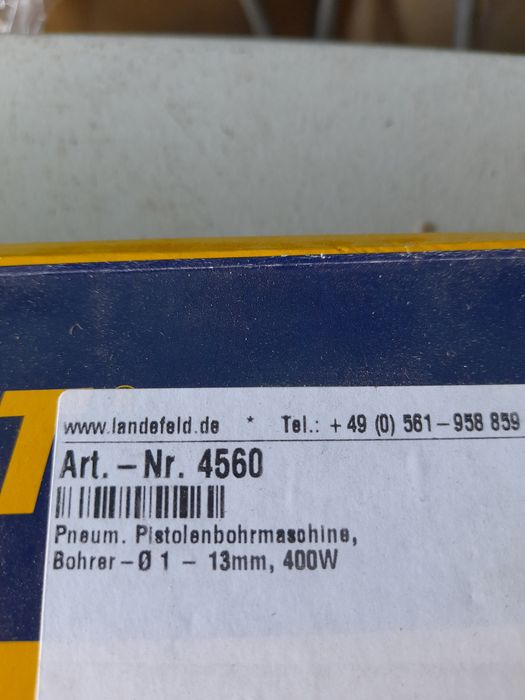 www.landefeld.de * Tel.: + 49 (0) 561-958 859
Art.-Nr. 4560
Pneum. Pistolenbohrmaschine,
Bohrer-Ø 1 - 13mm, 400W